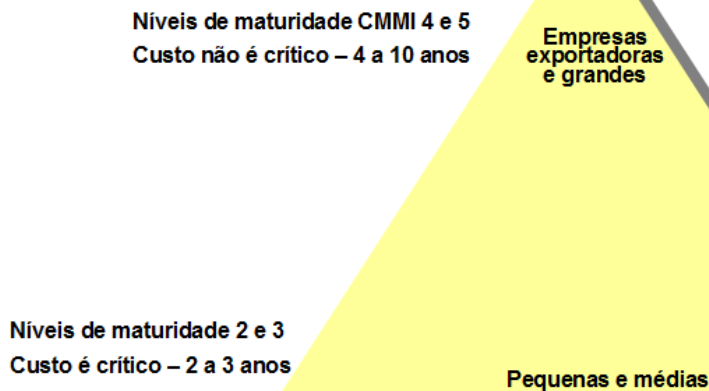 Níveis de maturidade CMMI 4 e 5
Custo não é crítico – 4 a 10 anos
Empresas
exportadoras
e grandes
Níveis de maturidade 2 e 3
Custo é crítico – 2 a 3 anos
Pequenas e médias